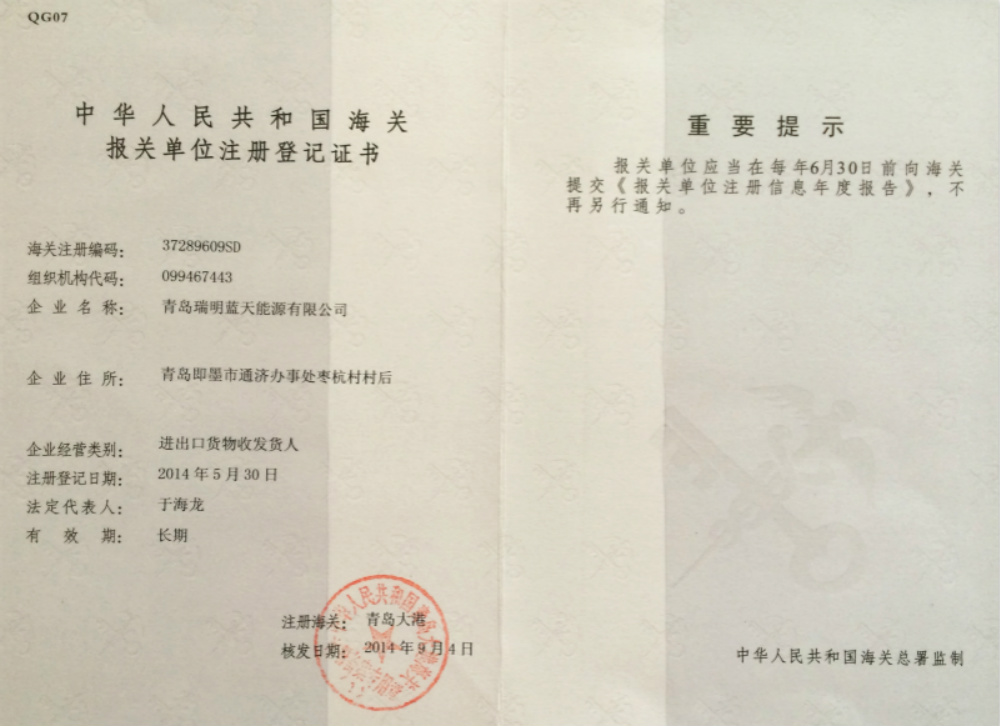 QG07
中华人民共和国海关
报关单位注册登记证书
海关注册编码： 37289609SD
组织机构代码： 099467443
企业名称： 青岛瑞明蓝天能源有限公司
企业住所： 青岛即墨市通济办事处枣杭村村后
企业经营类别： 进出口货物收发货人
注册登记日期： 2014年5月30日
法定代表人： 于海龙
有效期： 长期
注册海关： 青岛大港
核发日期： 2014年9月4日
重要提示
报关单位应当在每年6月30日前向海关
提交《报关单位注册信息年度报告》，不
再另行通知。
中华人民共和国海关总署监制